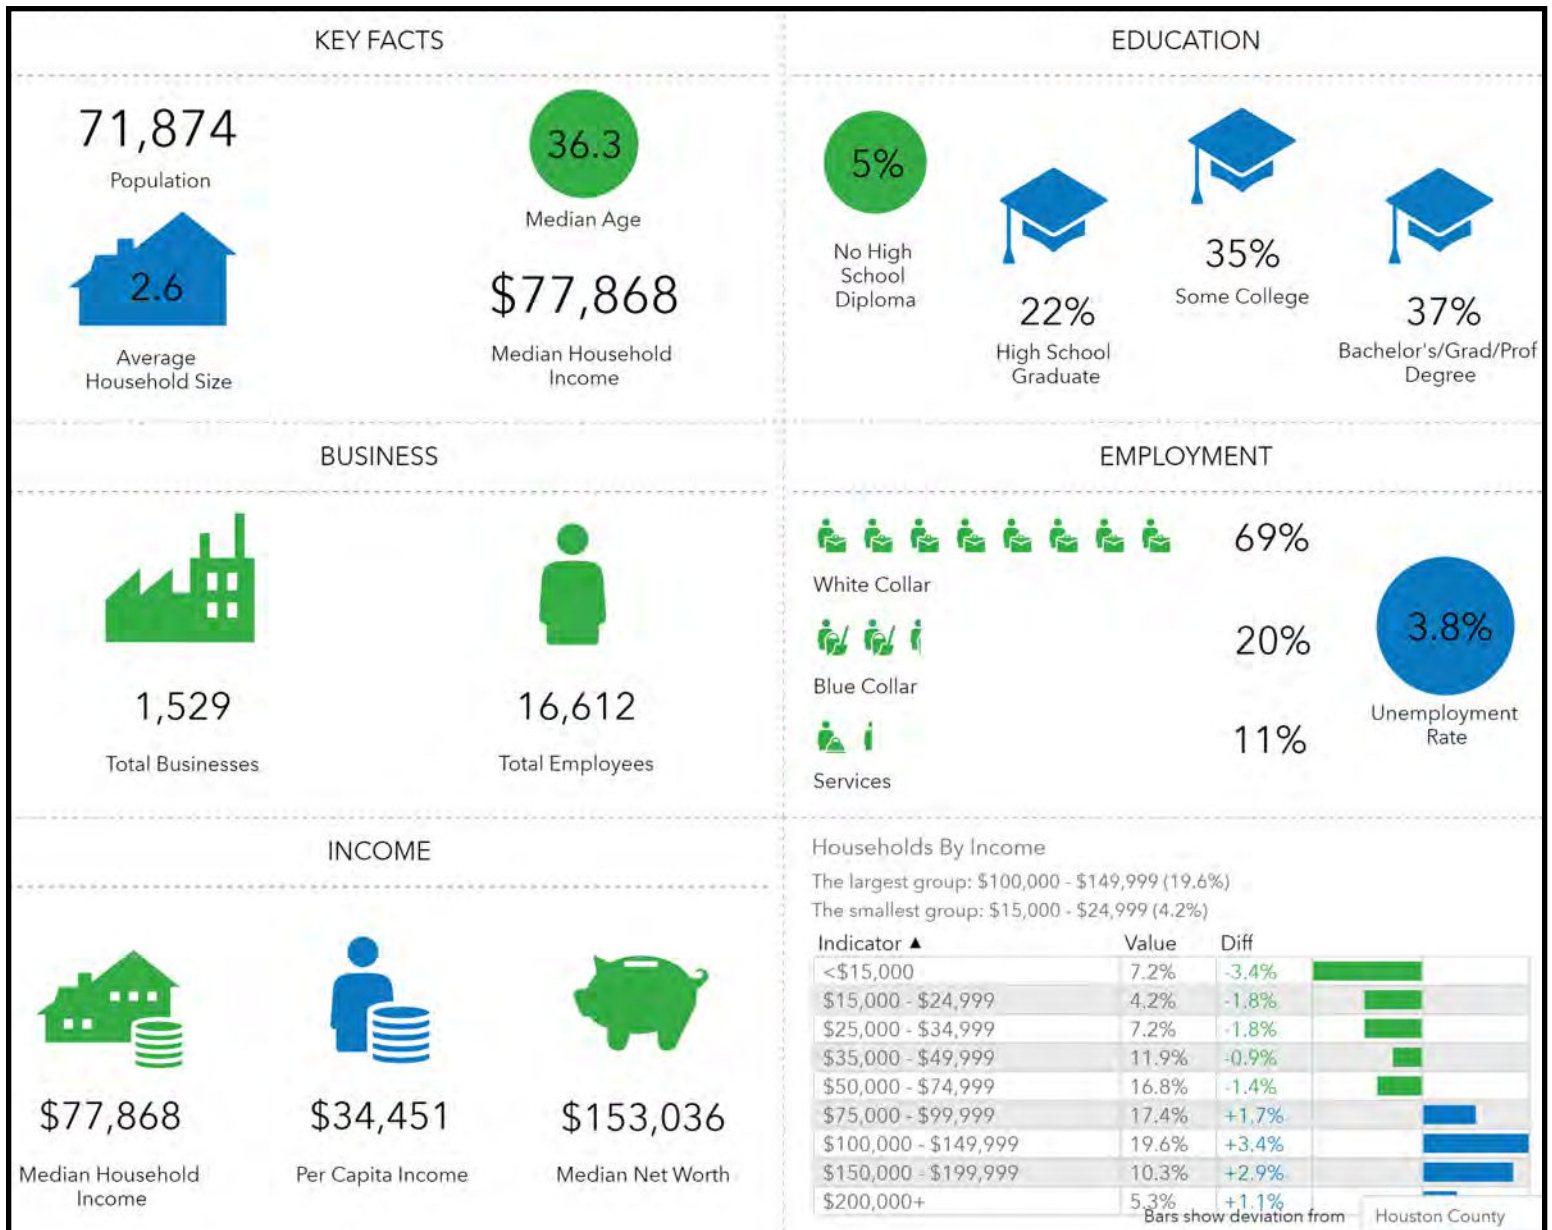 KEY FACTS
71,874
Population
36.3
Median Age
2.6
Average
Household Size
$77,868
Median Household
Income
EDUCATION
5%
No High
School
Diploma
22%
High School
Graduate
35%
Some College
37%
Bachelor's/Grad/Prof
Degree
BUSINESS
1,529
Total Businesses
16,612
Total Employees
EMPLOYMENT
69%
White Collar
20%
Blue Collar
11%
Services
3.8%
Unemployment
Rate
INCOME
$77,868
Median Household
Income
$34,451
Per Capita Income
$153,036
Median Net Worth
Households By Income
The largest group: $100,000 - $149,999 (19.6%)
The smallest group: $15,000 - $24,999 (4.2%)
Indicator ▲ Value Diff
<$15,000 7.2% -3.4%
$15,000 - $24,999 4.2% -1.8%
$25,000 - $34,999 7.2% -1.8%
$35,000 - $49,999 11.9% -0.9%
$50,000 - $74,999 16.8% -1.4%
$75,000 - $99,999 17.4% +1.7%
$100,000 - $149,999 19.6% +3.4%
$150,000 - $199,999 10.3% +2.9%
$200,000+ 5.3% +1.1%
Bars show deviation from Houston County